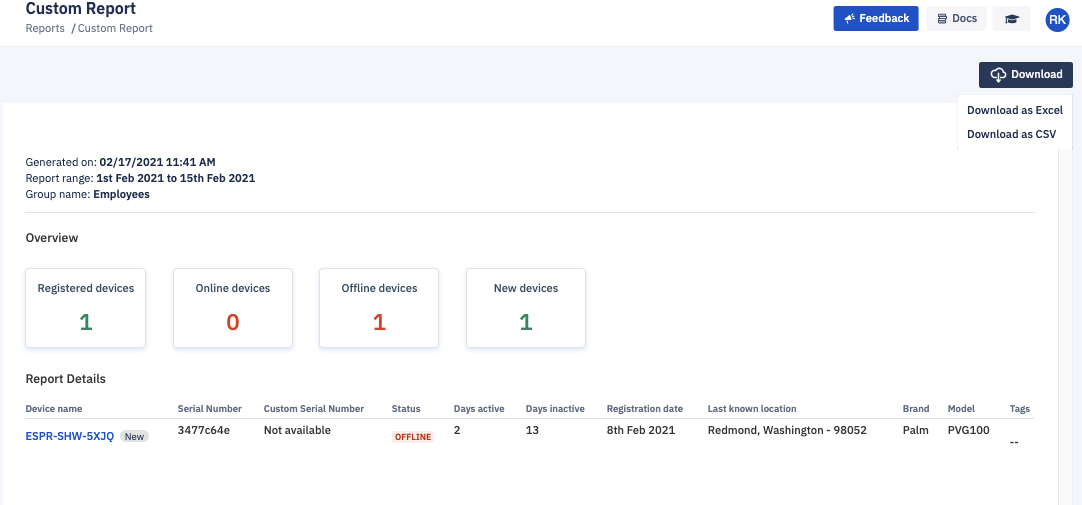 Custom Report
Reports / Custom Report
Feedback
Docs
RK
Download
Download as Excel
Download as CSV
Generated on: 02/17/2021 11:41 AM
Report range: 1st Feb 2021 to 15th Feb 2021
Group name: Employees
Overview
Registered devices Online devices Offline devices New devices
1 0 1 1
Report Details
Device name Serial Number Custom Serial Number Status Days active Days inactive Registration date Last known location Brand Model Tags
ESPR-SHW-5XJQ New 3477c64e Not available OFFLINE 2 13 8th Feb 2021 Redmond, Washington - 98052 Palm PVG100 --